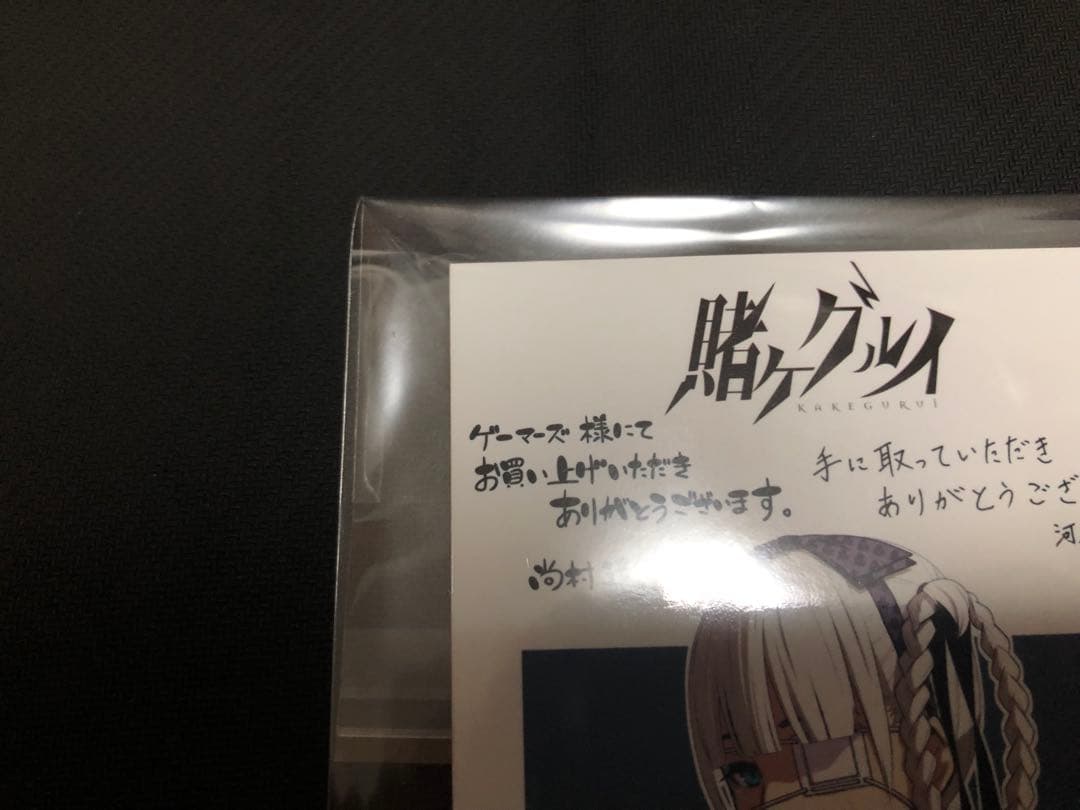 賭ケグルイ
KAKEGURUI
ゲーマーズ 様にて
お買い上げいただき
ありがとうございます。
尚村
手に取っていただき
ありがとうござ
河